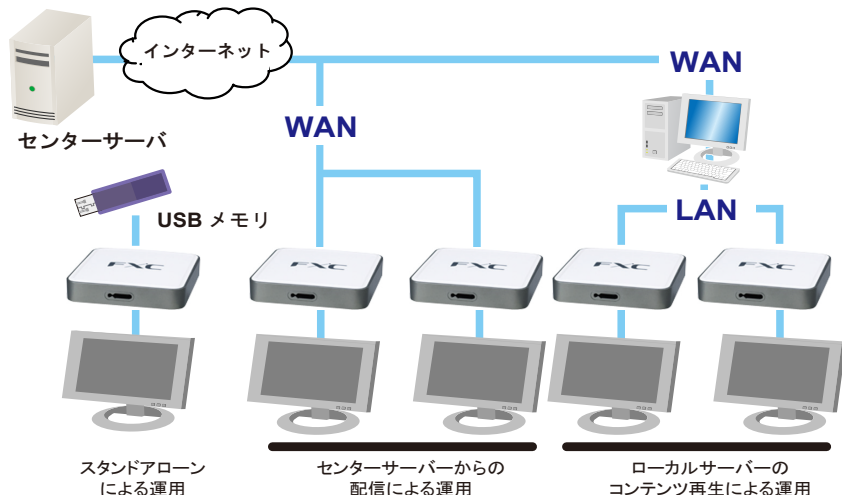 インターネット
WAN
WAN
センターサーバ
USB メモリ
LAN
FXC
FXC
FXC
FXC
FXC
スタンドアローン
による運用
センターサーバーからの
配信による運用
ローカルサーバーの
コンテンツ再生による運用